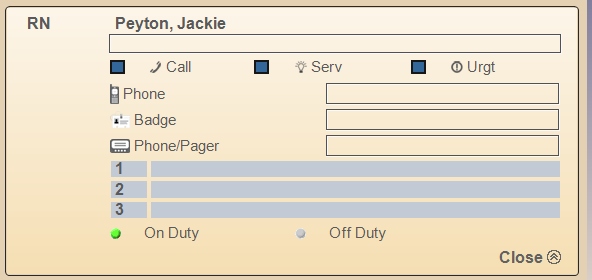 RN Peyton, Jackie
Call Serv Urgt
Phone
Badge
Phone/Pager
1
2
3
On Duty Off Duty
Close